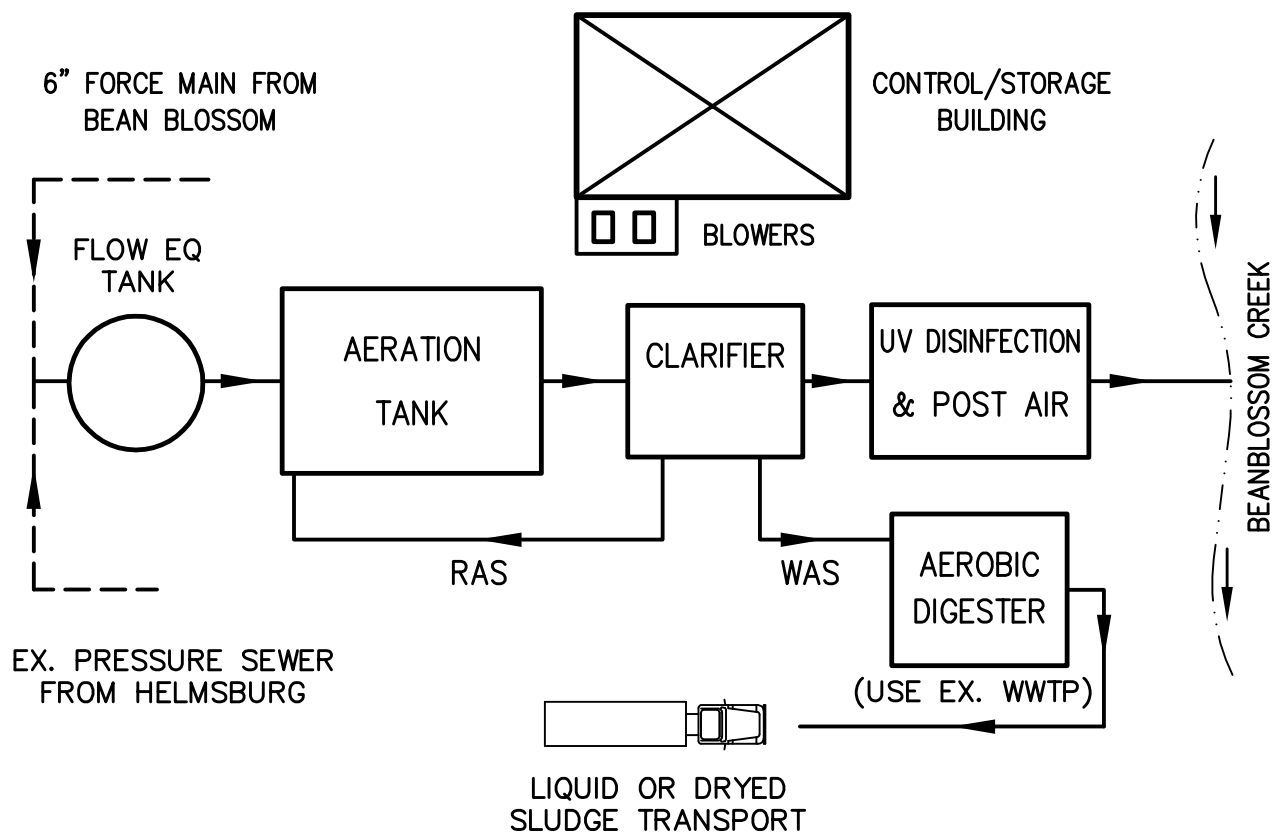 6” FORCE MAIN FROM
BEAN BLOSSOM
CONTROL/STORAGE
BUILDING
BLOWERS
FLOW EQ
TANK
AERATION
TANK
CLARIFIER
UV DISINFECTION
& POST AIR
BEANBLOSSOM CREEK
RAS
WAS
AEROBIC
DIGESTER
EX. PRESSURE SEWER
FROM HELMSBURG
(USE EX. WWTP)
LIQUID OR DRYED
SLUDGE TRANSPORT